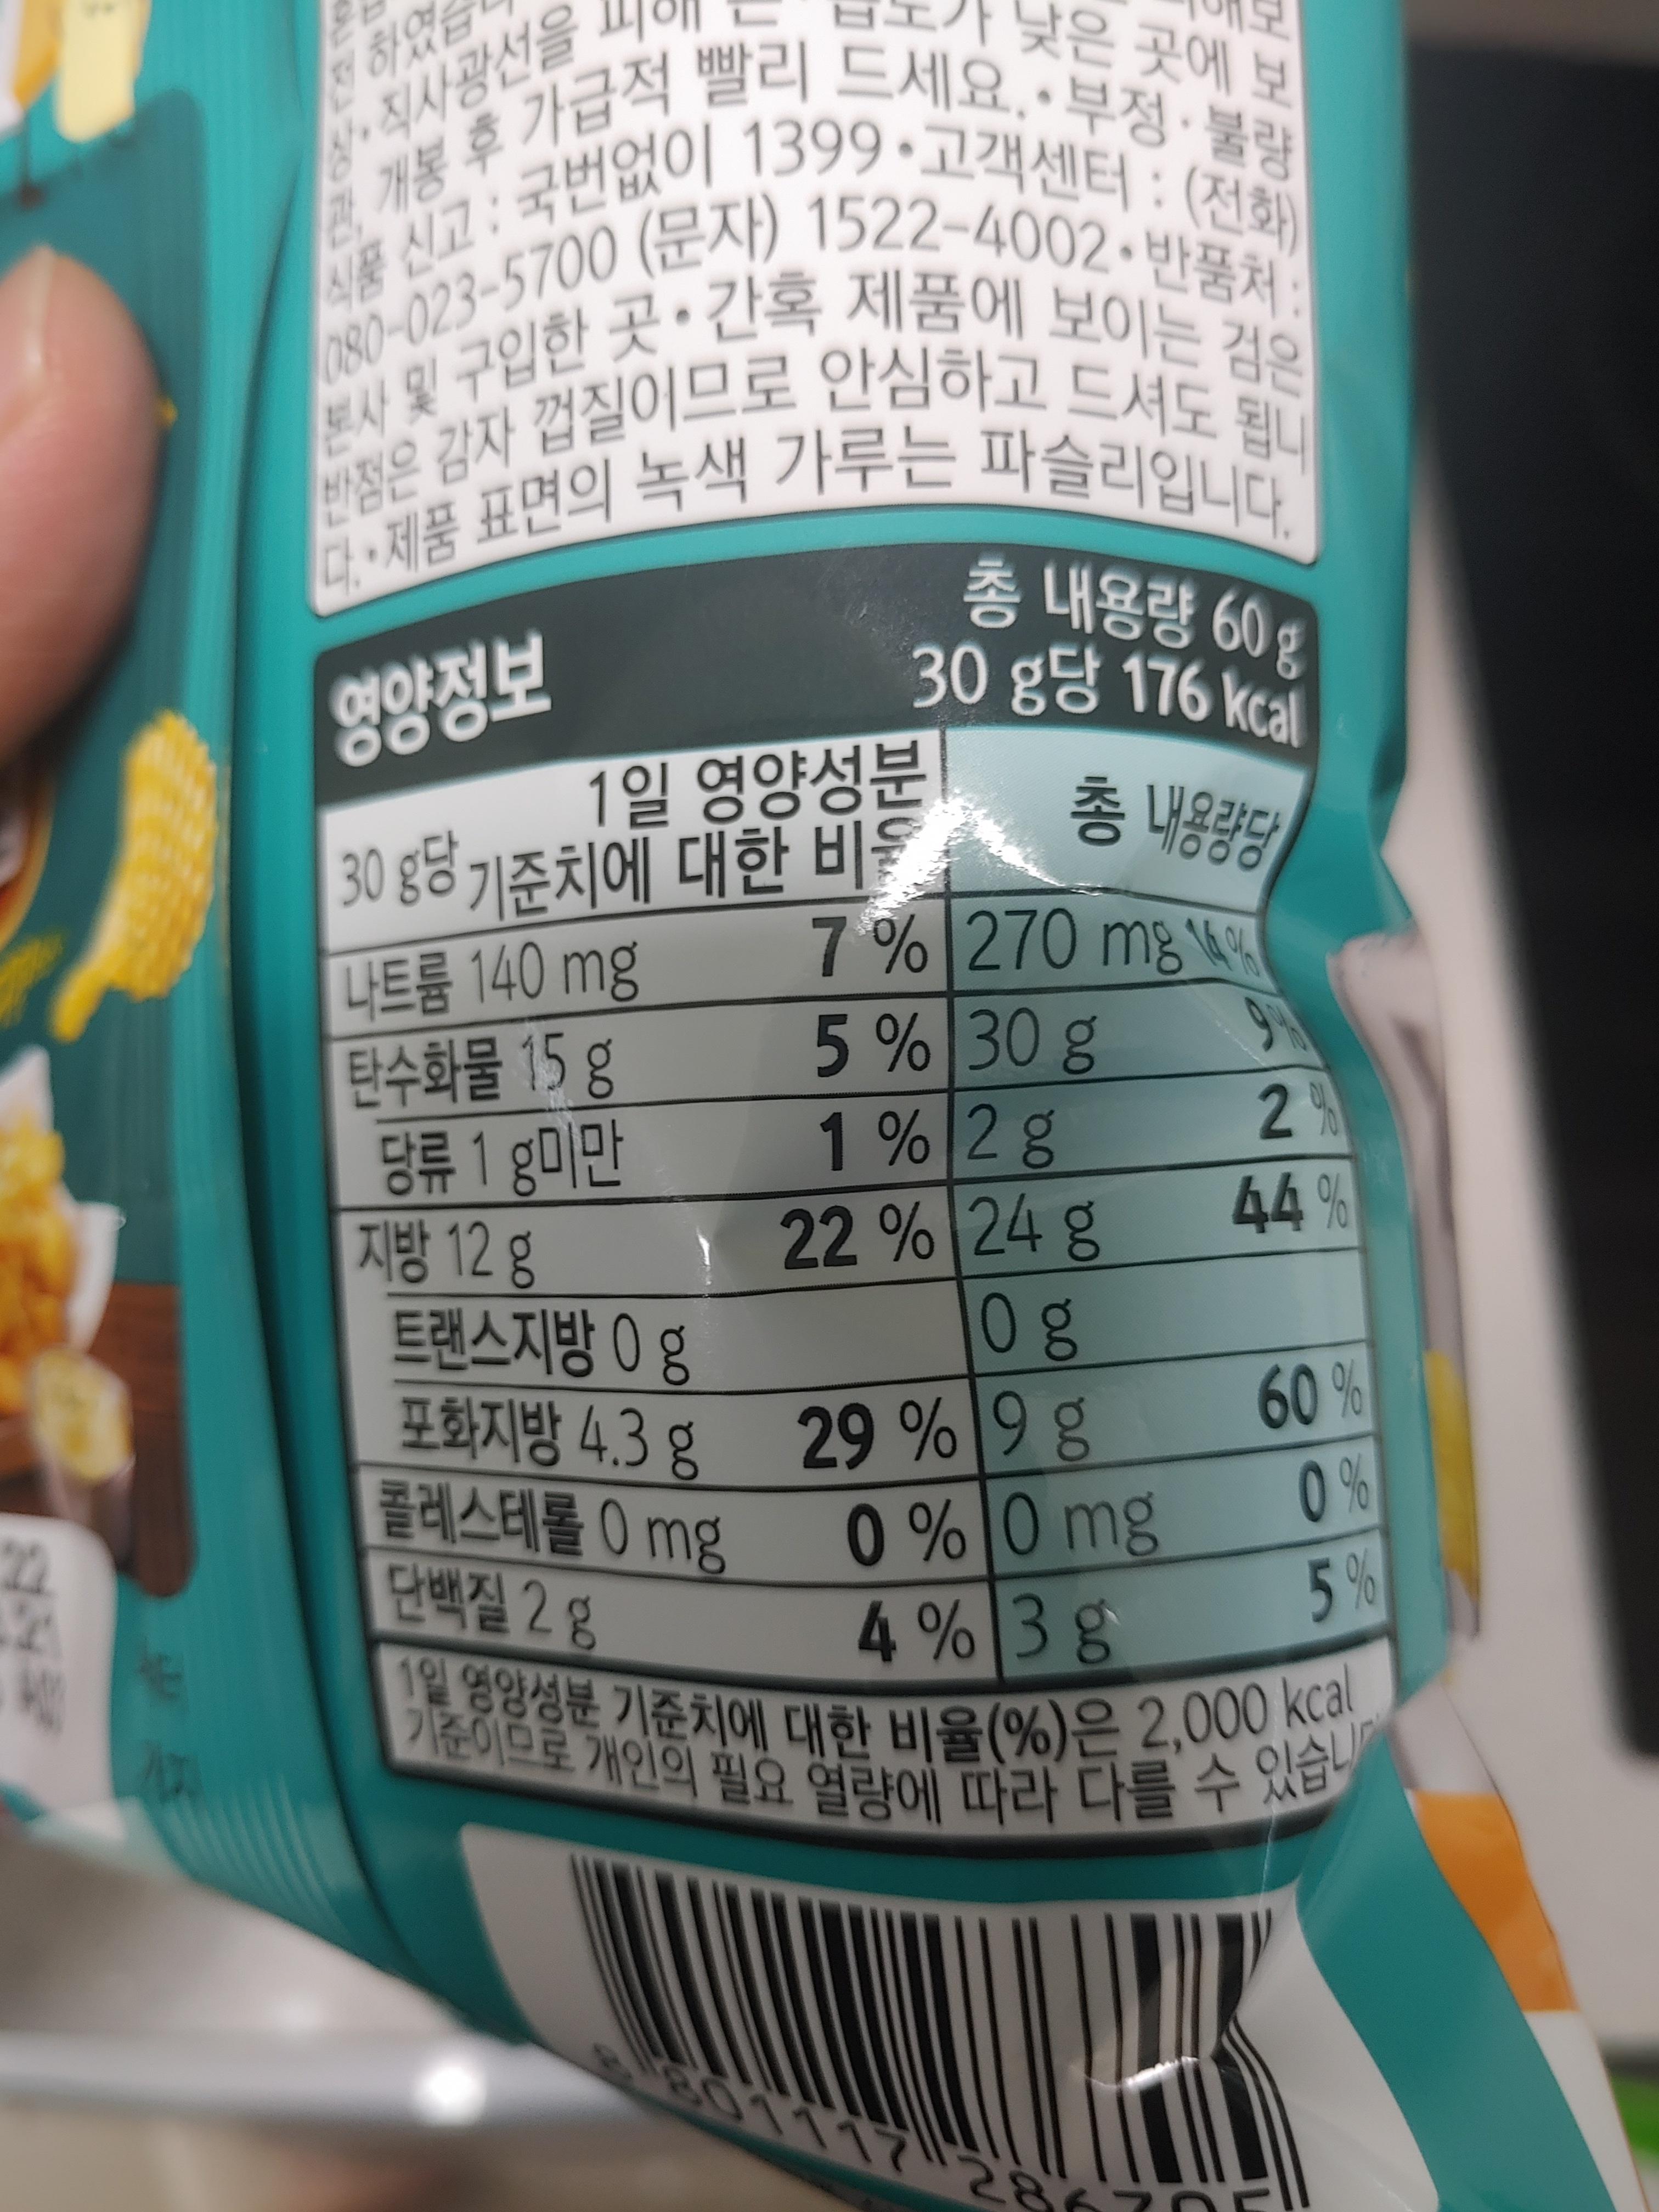 하였습
상, 직사광선을 피해 습도가 낮은 곳에 보
관, 개봉 후 가급적 빨리 드세요.•부정·불량
식품 신고 : 국번없이 1399•고객센터 : (전화)
080-023-5700 (문자) 1522-4002•반품처 :
본사 및 구입한 곳•간혹 제품에 보이는 검은
반점은 감자 껍질이므로 안심하고 드셔도 됩니
다.•제품 표면의 녹색 가루는 파슬리입니다.
영양정보
총 내용량 60 g
30 g당 176 kcal
30 g당 1일 영양성분 기준치에 대한 비율
총 내용량당
나트륨 140 mg 7 % 270 mg 14 %
탄수화물 15 g 5 % 30 g 9 %
당류 1 g미만 1 % 2 g 2 %
지방 12 g 22 % 24 g 44 %
트랜스지방 0 g 0 g
포화지방 4.3 g 29 % 9 g 60 %
콜레스테롤 0 mg 0 % 0 mg 0 %
단백질 2 g 4 % 3 g 5 %
1일 영양성분 기준치에 대한 비율(%)은 2,000 kcal
기준이므로 개인의 필요 열량에 따라 다를 수 있습니
8 801117 286